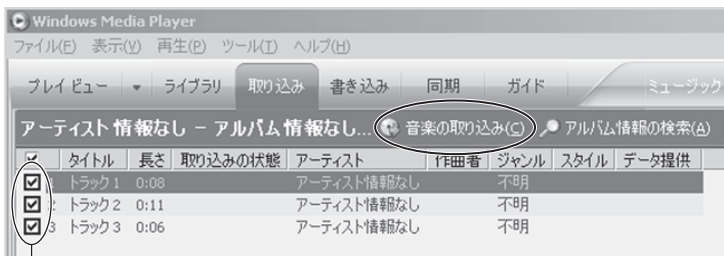 Windows Media Player
ファイル(F) 表示(V) 再生(P) ツール(T) ヘルプ(H)
プレイ ビュー ライブラリ 取り込み 書き込み 同期 ガイド ミュージック
アーティスト情報なし - アルバム情報なし... 音楽の取り込み(C) アルバム情報の検索(A)
タイトル 長さ 取り込みの状態 アーティスト 作曲者 ジャンル スタイル データ提供
トラック 1 0:08 アーティスト情報なし 不明
2 トラック 2 0:11 アーティスト情報なし 不明
3 トラック 3 0:06 アーティスト情報なし 不明